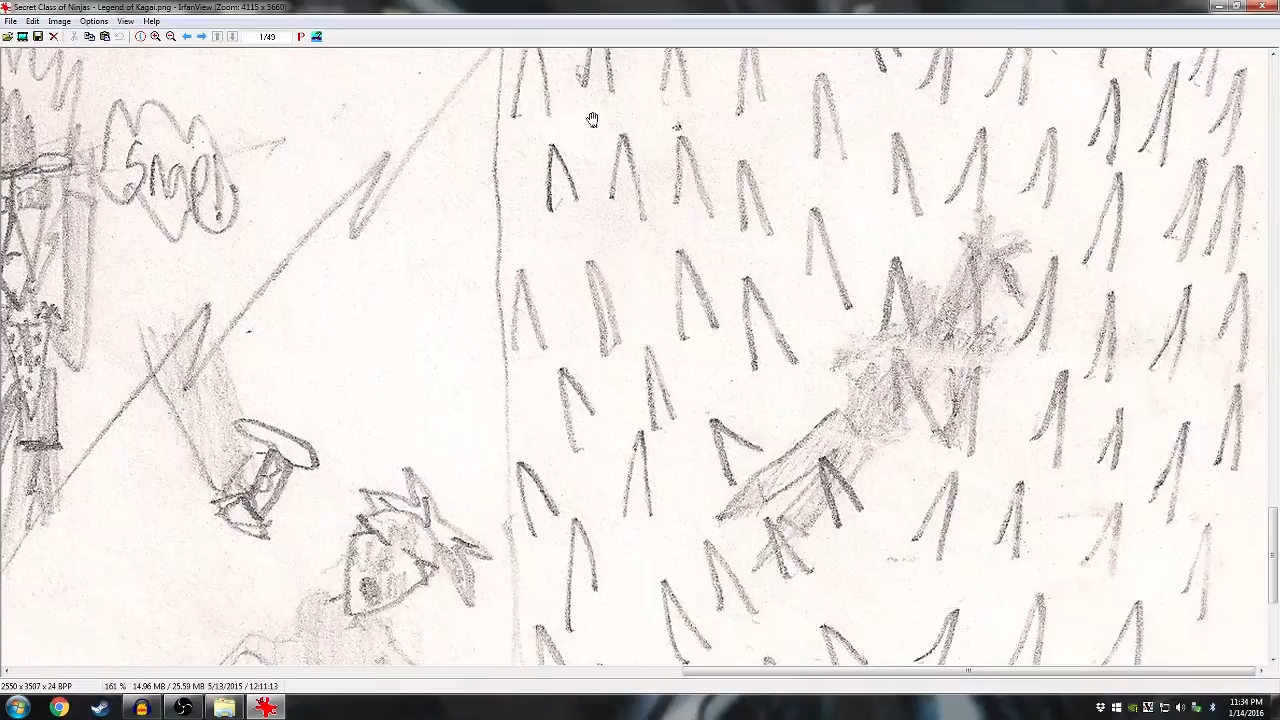 Secret Class of Ninjas - Legend of Kagai.png - IrfanView (Zoom: 4115 x 5660)
File Edit Image Options View Help
1/49
2550 x 3507 x 24 BPP 161 % 14.96 MB / 25.59 MB 5/13/2015 / 12:11:13
11:34 PM
1/14/2016